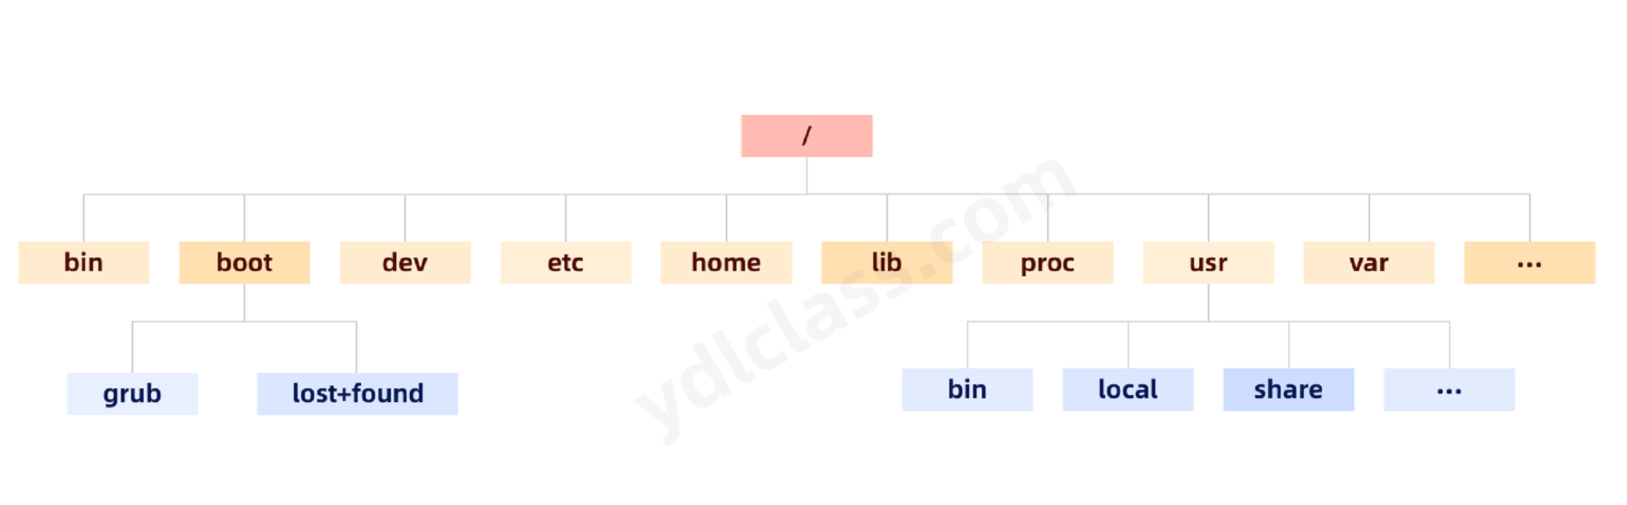 /
bin boot dev etc home lib proc usr var ...
grub lost+found bin local share ...
ydlclass.com